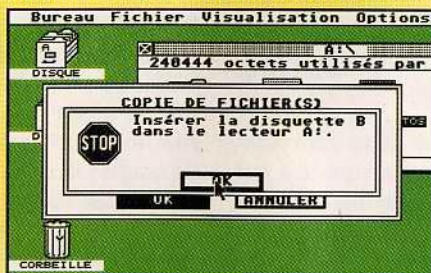 Bureau Fichier Visualisation Options
A:\
DISQUE
240444 octets utilisés par
COPIE DE FICHIER(S)
Insérer la disquette B
dans le lecteur A:.
STOP
OK
OK
ANNULER
CORBEILLE